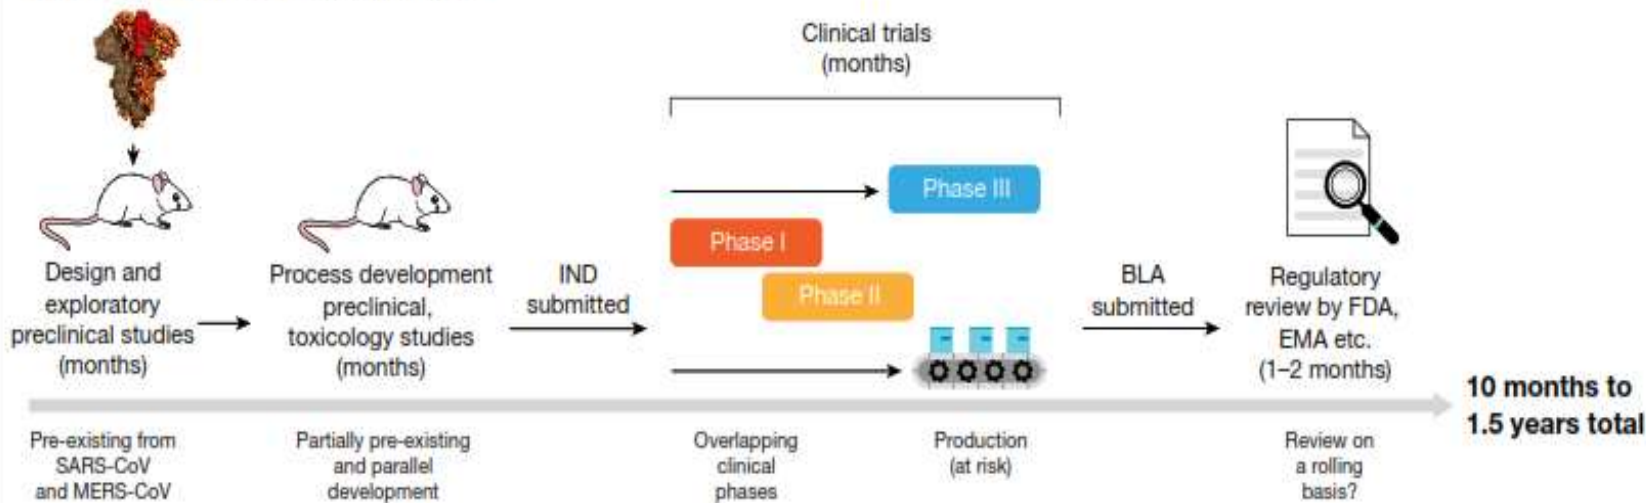 Clinical trials
(months)
Phase III
Phase I
Phase II
Design and
exploratory
preclinical studies
(months)
Process development
preclinical,
toxicology studies
(months)
IND
submitted
BLA
submitted
Regulatory
review by FDA,
EMA etc.
(1–2 months)
10 months to
1.5 years total
Pre-existing from
SARS-CoV
and MERS-CoV
Partially pre-existing
and parallel
development
Overlapping
clinical
phases
Production
(at risk)
Review on
a rolling
basis?